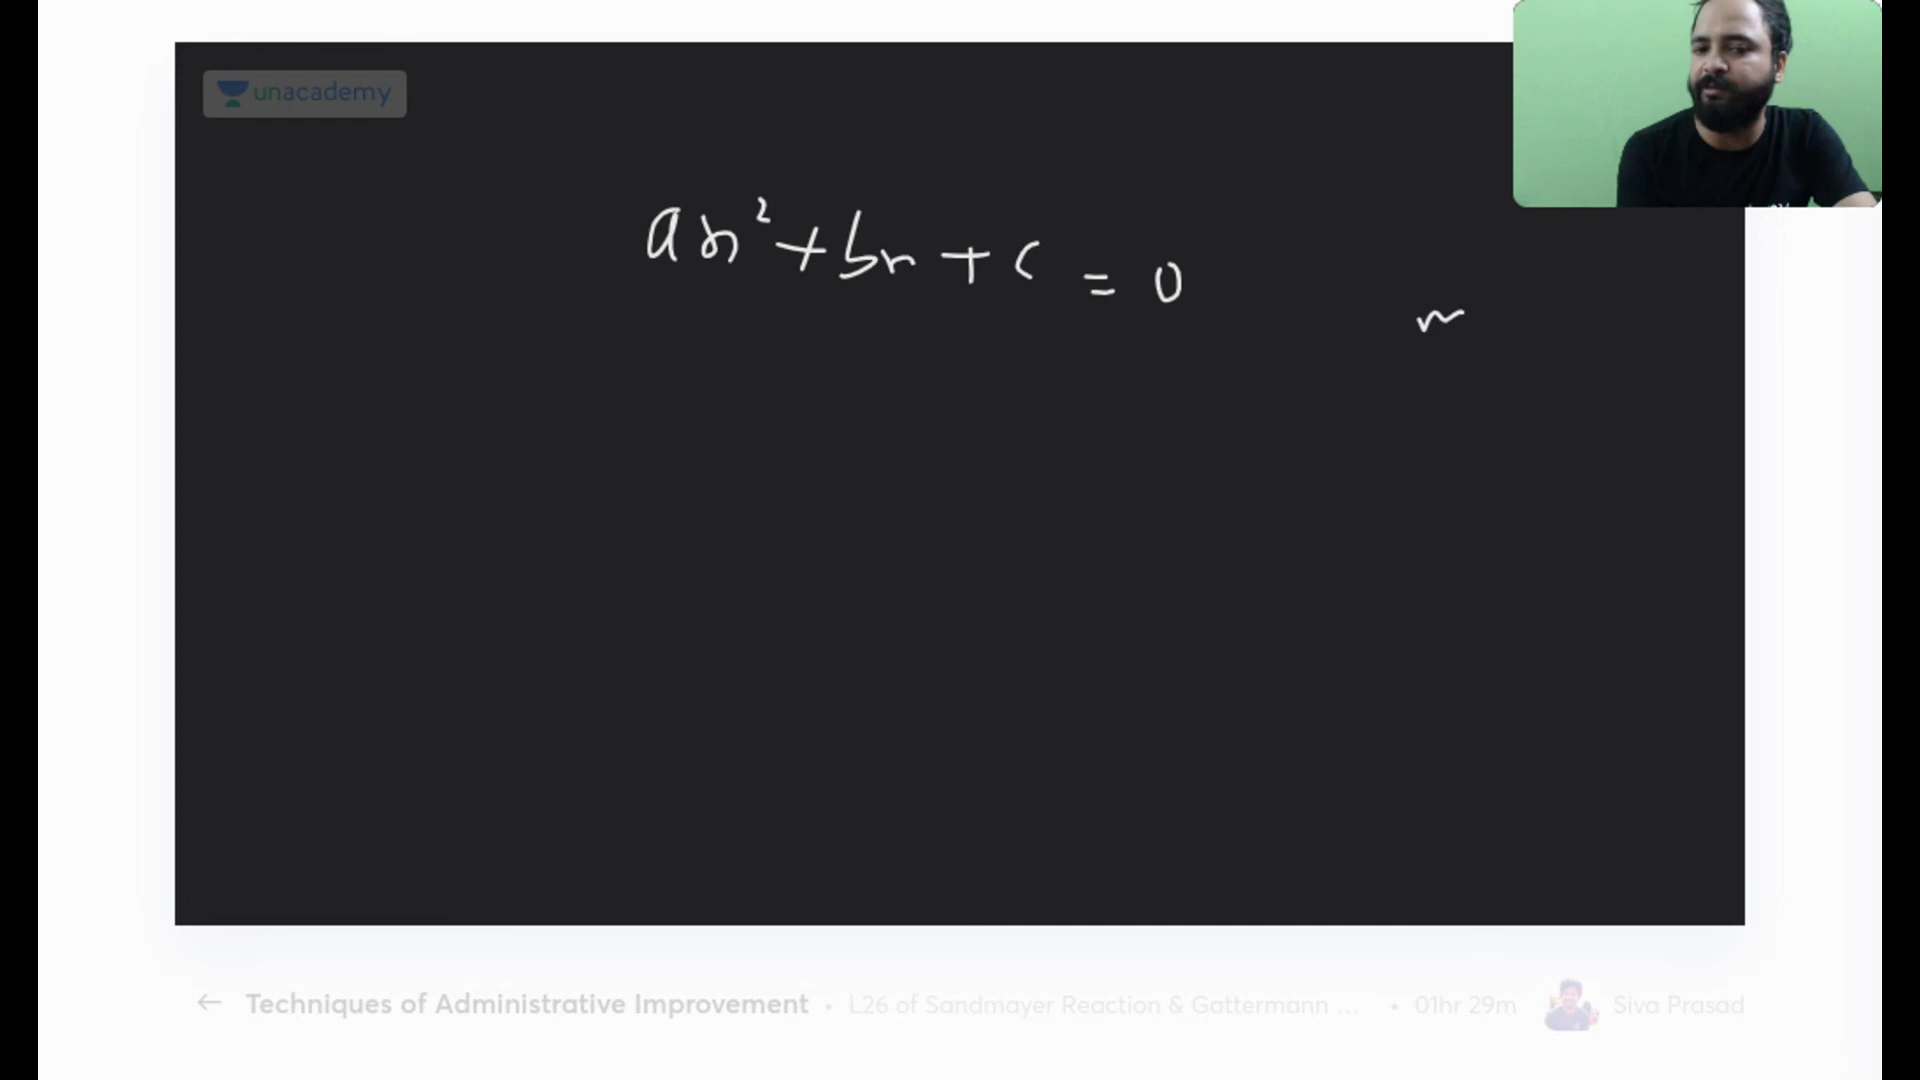 unacademy
ax² + bx + c = 0
← Techniques of Administrative Improvement • L26 of Sandmayer Reaction & Gattermann ... • 01hr 29m Siva Prasad